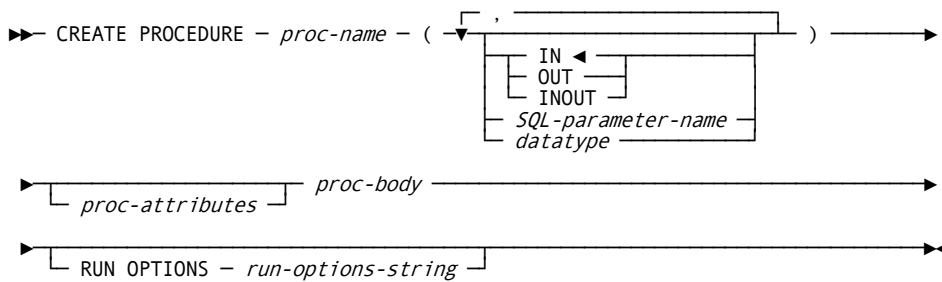 ,
CREATE PROCEDURE proc-name ( )
IN
OUT
INOUT
SQL-parameter-name
datatype
proc-body
proc-attributes
RUN OPTIONS run-options-string